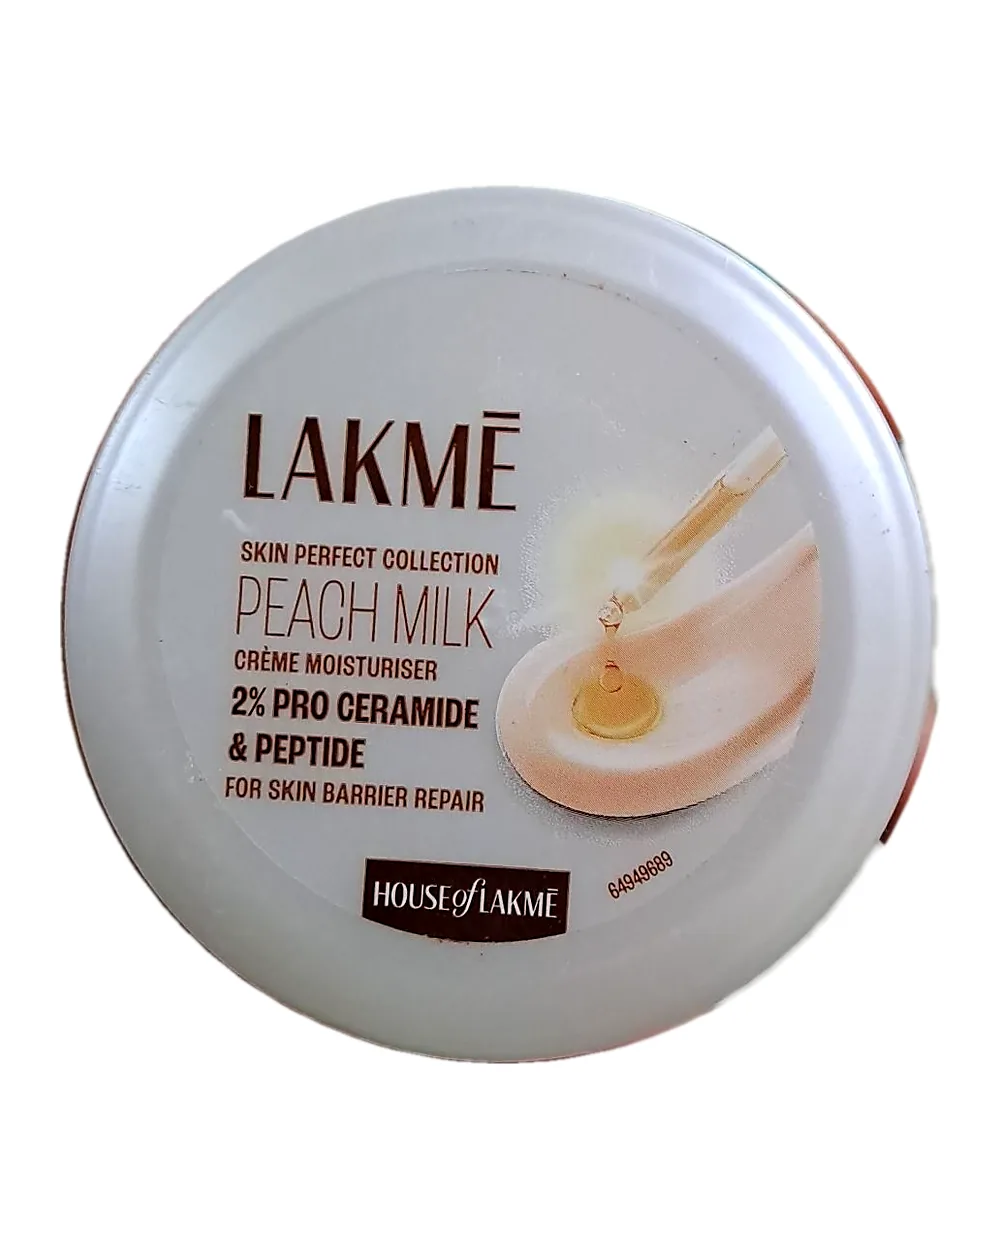 LAKMĒ
SKIN PERFECT COLLECTION
PEACH MILK
CRÈME MOISTURISER
2% PRO CERAMIDE
& PEPTIDE
FOR SKIN BARRIER REPAIR
HOUSE of LAKMĒ
64949689